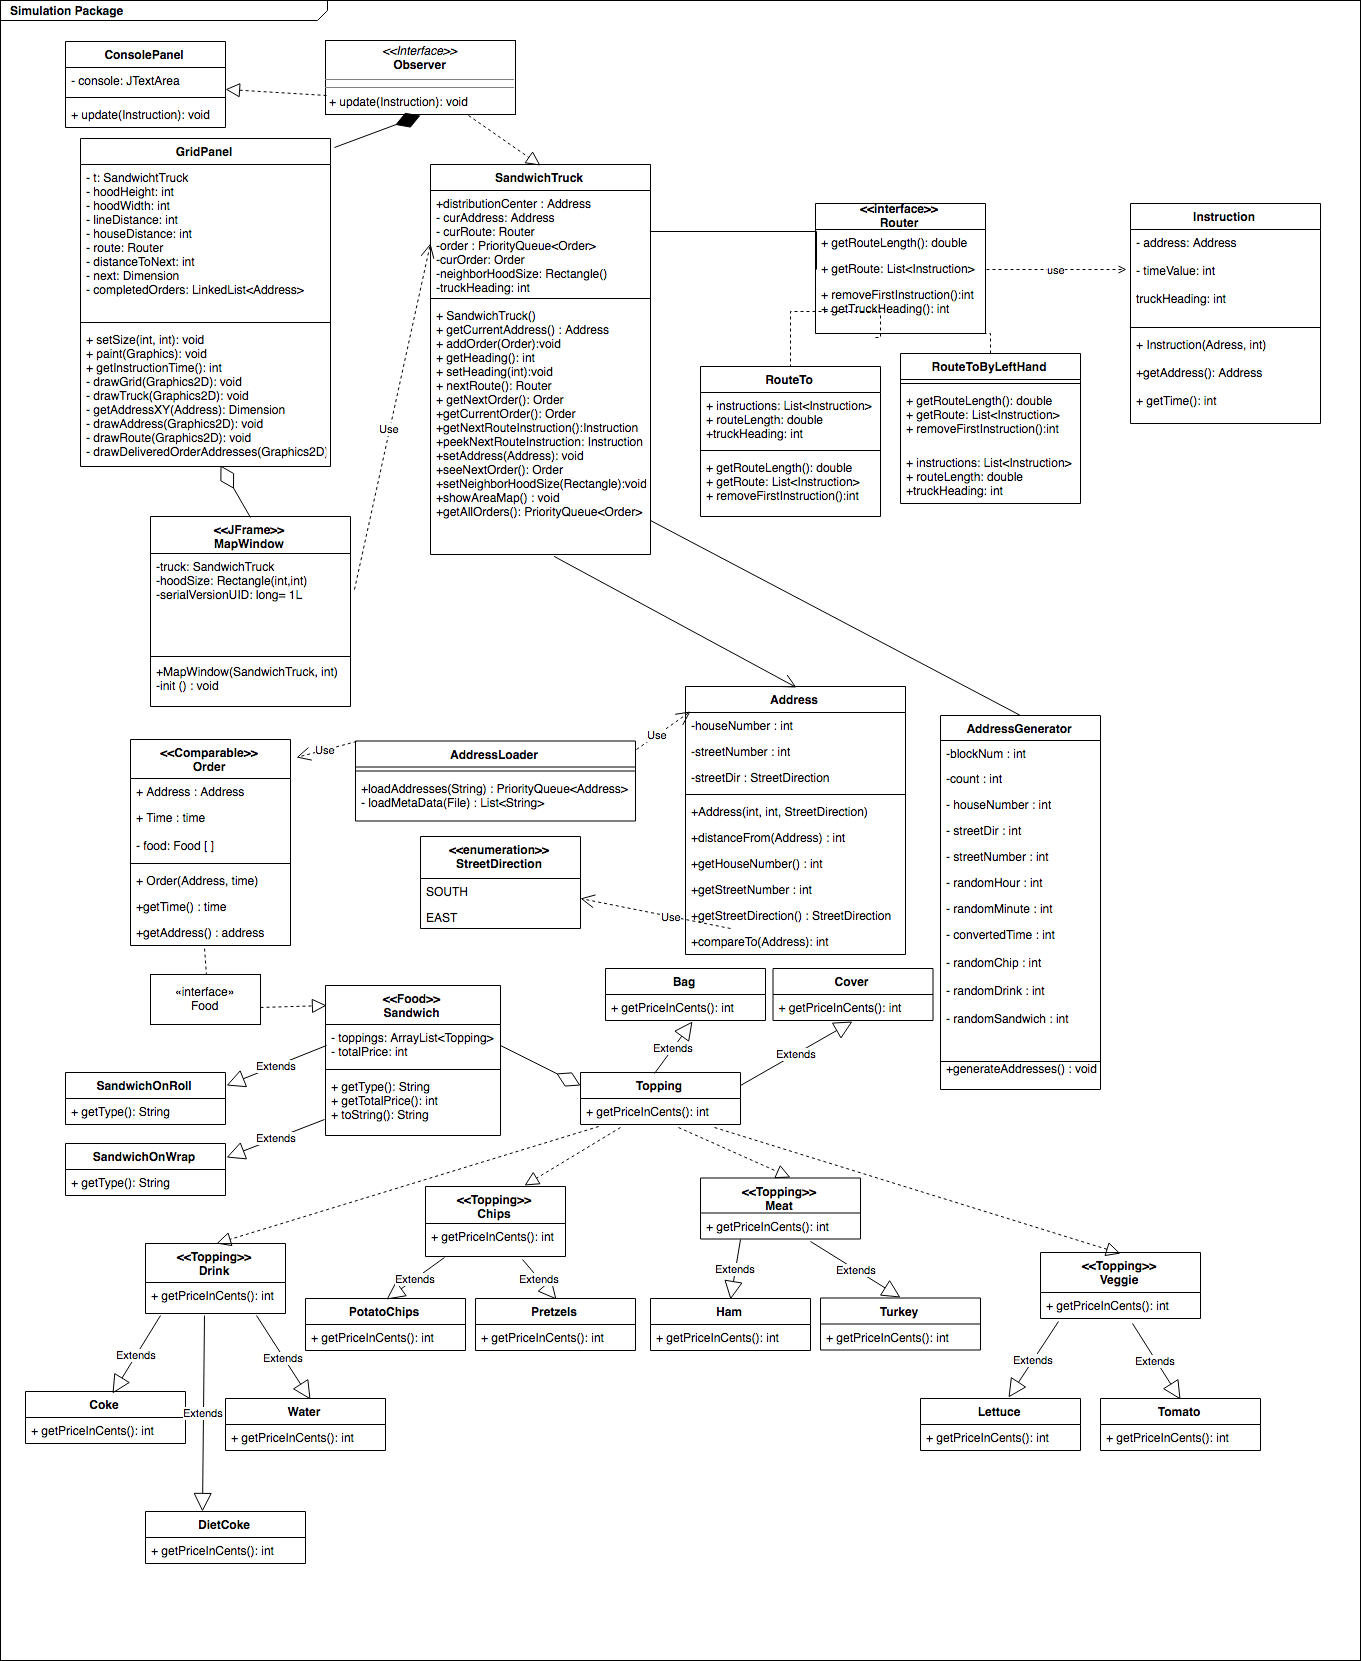 Simulation Package
ConsolePanel
- console: JTextArea
+ update(Instruction): void
<<Interface>>
Observer
+ update(Instruction): void
GridPanel
- t: SandwichtTruck
- hoodHeight: int
- hoodWidth: int
- lineDistance: int
- houseDistance: int
- route: Router
- distanceToNext: int
- next: Dimension
- completedOrders: LinkedList<Address>
+ setSize(int, int): void
+ paint(Graphics): void
+ getInstructionTime(): int
- drawGrid(Graphics2D): void
- drawTruck(Graphics2D): void
- getAddressXY(Address): Dimension
- drawAddress(Graphics2D): void
- drawRoute(Graphics2D): void
- drawDeliveredOrderAddresses(Graphics2D)
SandwichTruck
+distributionCenter : Address
- curAddress: Address
- curRoute: Router
-order : PriorityQueue<Order>
-curOrder: Order
-neighborHoodSize: Rectangle()
-truckHeading: int
+ SandwichTruck()
+ getCurrentAddress() : Address
+ addOrder(Order):void
+ getHeading(): int
+ setHeading(int):void
+ nextRoute(): Router
+ getNextOrder(): Order
+getCurrentOrder(): Order
+getNextRouteInstruction():Instruction
+peekNextRouteInstruction: Instruction
+setAddress(Address): void
+seeNextOrder(): Order
+setNeighborHoodSize(Rectangle):void
+showAreaMap() : void
+getAllOrders(): PriorityQueue<Order>
<<interface>>
Router
+ getRouteLength(): double
+ getRoute: List<Instruction>
+ removeFirstInstruction():int
+ getTruckHeading(): int
use
Instruction
- address: Address
- timeValue: int
truckHeading: int
+ Instruction(Adress, int)
+getAddress(): Address
+ getTime(): int
RouteTo
+ instructions: List<Instruction>
+ routeLength: double
+truckHeading: int
+ getRouteLength(): double
+ getRoute: List<Instruction>
+ removeFirstInstruction():int
RouteToByLeftHand
+ getRouteLength(): double
+ getRoute: List<Instruction>
+ removeFirstInstruction():int
+ instructions: List<Instruction>
+ routeLength: double
+truckHeading: int
Use
<<JFrame>>
MapWindow
-truck: SandwichTruck
-hoodSize: Rectangle(int,int)
-serialVersionUID: long= 1L
+MapWindow(SandwichTruck, int)
-init () : void
<<Comparable>>
Order
+ Address : Address
+ Time : time
- food: Food [ ]
+ Order(Address, time)
+getTime() : time
+getAddress() : address
Use
AddressLoader
+loadAddresses(String) : PriorityQueue<Address>
- loadMetaData(File) : List<String>
Use
Address
-houseNumber : int
-streetNumber : int
-streetDir : StreetDirection
+Address(int, int, StreetDirection)
+distanceFrom(Address) : int
+getHouseNumber() : int
+getStreetNumber : int
+getStreetDirection() : StreetDirection
+compareTo(Address): int
<<enumeration>>
StreetDirection
SOUTH
EAST
Use
AddressGenerator
-blockNum : int
-count : int
- houseNumber : int
- streetDir : int
- streetNumber : int
- randomHour : int
- randomMinute : int
- convertedTime : int
- randomChip : int
- randomDrink : int
- randomSandwich : int
+generateAddresses() : void
«interface»
Food
<<Food>>
Sandwich
- toppings: ArrayList<Topping>
- totalPrice: int
+ getType(): String
+ getTotalPrice(): int
+ toString(): String
Bag
+ getPriceInCents(): int
Cover
+ getPriceInCents(): int
Extends
Extends
Extends
SandwichOnRoll
+ getType(): String
Extends
SandwichOnWrap
+ getType(): String
Topping
+ getPriceInCents(): int
<<Topping>>
Chips
+ getPriceInCents(): int
<<Topping>>
Meat
+ getPriceInCents(): int
<<Topping>>
Drink
+ getPriceInCents(): int
<<Topping>>
Veggie
+ getPriceInCents(): int
Extends
Extends
Extends
Extends
PotatoChips
+ getPriceInCents(): int
Pretzels
+ getPriceInCents(): int
Ham
+ getPriceInCents(): int
Turkey
+ getPriceInCents(): int
Extends
Extends
Extends
Extends
Extends
Coke
+ getPriceInCents(): int
Water
+ getPriceInCents(): int
Lettuce
+ getPriceInCents(): int
Tomato
+ getPriceInCents(): int
DietCoke
+ getPriceInCents(): int